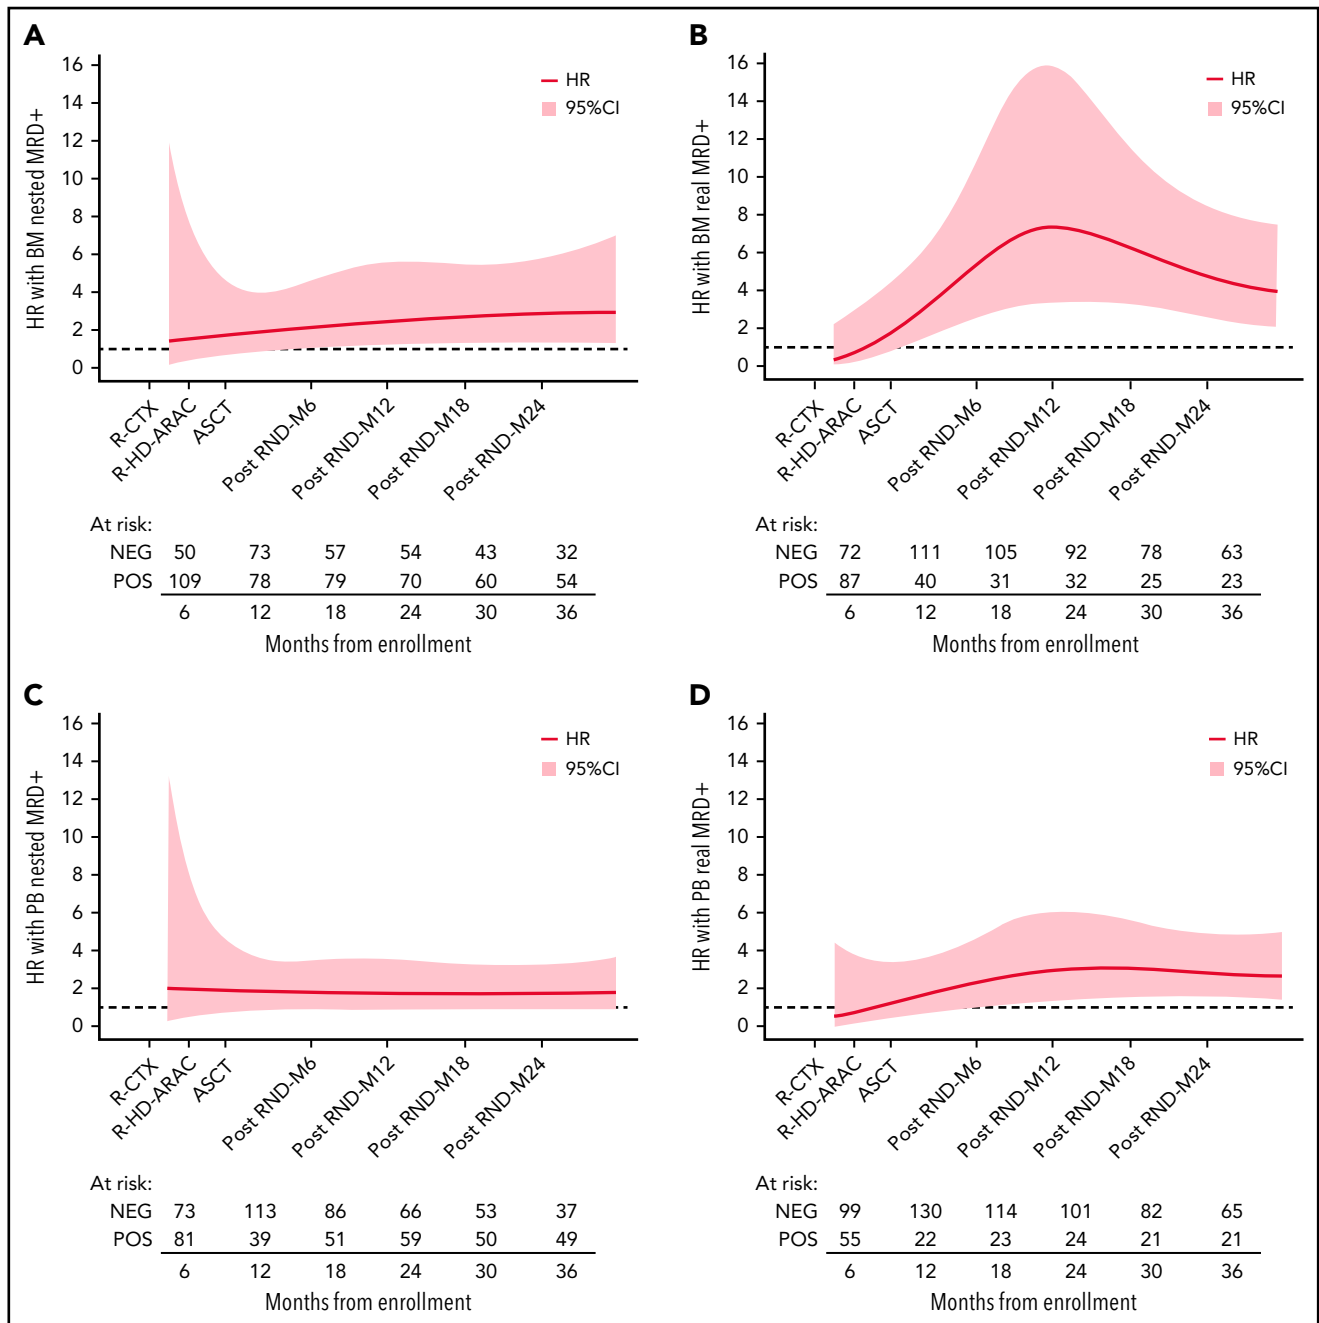 A
HR with BM nested MRD+
16
14
12
10
8
6
4
2
0
HR
95%CI
R-CTX
R-HD-ARAC
ASCT
Post RND-M6
Post RND-M12
Post RND-M18
Post RND-M24
At risk:
NEG 50 73 57 54 43 32
POS 109 78 79 70 60 54
6 12 18 24 30 36
Months from enrollment
B
HR with BM real MRD+
16
14
12
10
8
6
4
2
0
HR
95%CI
R-CTX
R-HD-ARAC
ASCT
Post RND-M6
Post RND-M12
Post RND-M18
Post RND-M24
At risk:
NEG 72 111 105 92 78 63
POS 87 40 31 32 25 23
6 12 18 24 30 36
Months from enrollment
C
HR with PB nested MRD+
16
14
12
10
8
6
4
2
0
HR
95%CI
R-CTX
R-HD-ARAC
ASCT
Post RND-M6
Post RND-M12
Post RND-M18
Post RND-M24
At risk:
NEG 73 113 86 66 53 37
POS 81 39 51 59 50 49
6 12 18 24 30 36
Months from enrollment
D
HR with PB real MRD+
16
14
12
10
8
6
4
2
0
HR
95%CI
R-CTX
R-HD-ARAC
ASCT
Post RND-M6
Post RND-M12
Post RND-M18
Post RND-M24
At risk:
NEG 99 130 114 101 82 65
POS 55 22 23 24 21 21
6 12 18 24 30 36
Months from enrollment